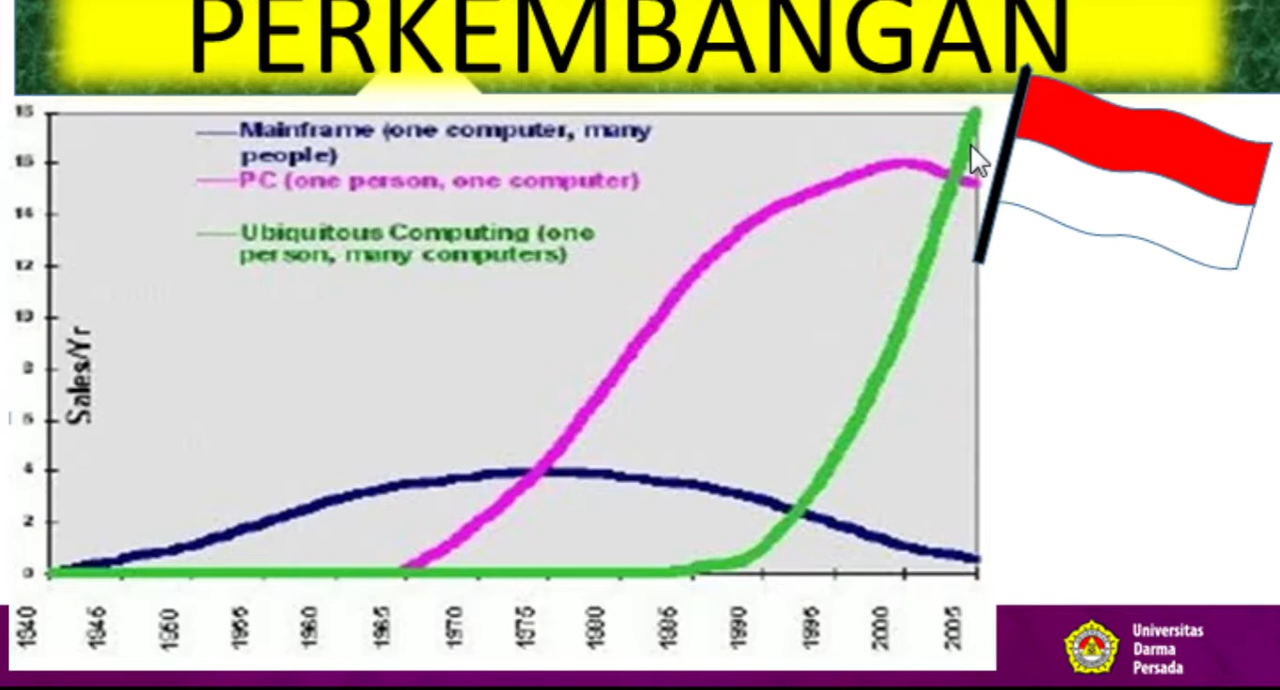 PERKEMBANGAN
Mainframe (one computer, many
people)
PC (one person, one computer)
Ubiquitous Computing (one
person, many computers)
18
16
14
12
10
8
6
4
2
0
Sales/Yr
1940
1945
1950
1955
1960
1965
1970
1975
1980
1985
1990
1995
2000
2005
Universitas
Darma
Persada